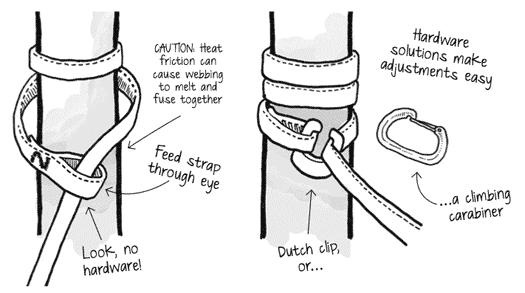 CAUTION: Heat
friction can
cause webbing
to melt and
fuse together
Feed strap
through eye
Look, no
hardware!
Hardware
solutions make
adjustments easy
...a climbing
carabiner
Dutch clip,
or...